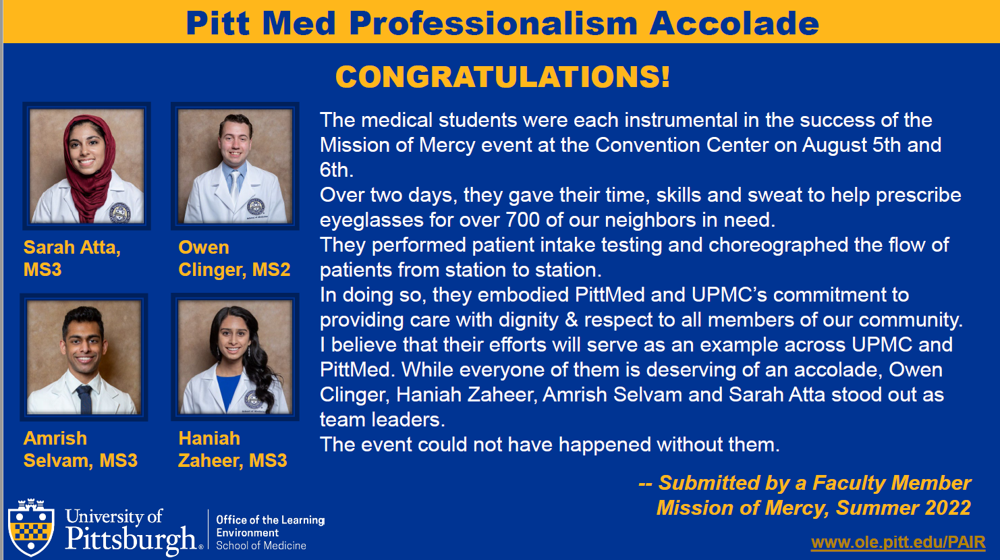 Pitt Med Professionalism Accolade
CONGRATULATIONS!
Sarah Atta,
MS3
Owen
Clinger, MS2
Amrish
Selvam, MS3
Haniah
Zaheer, MS3
The medical students were each instrumental in the success of the
Mission of Mercy event at the Convention Center on August 5th and
6th.
Over two days, they gave their time, skills and sweat to help prescribe
eyeglasses for over 700 of our neighbors in need.
They performed patient intake testing and choreographed the flow of
patients from station to station.
In doing so, they embodied PittMed and UPMC’s commitment to
providing care with dignity & respect to all members of our community.
I believe that their efforts will serve as an example across UPMC and
PittMed. While everyone of them is deserving of an accolade, Owen
Clinger, Haniah Zaheer, Amrish Selvam and Sarah Atta stood out as
team leaders.
The event could not have happened without them.
-- Submitted by a Faculty Member
Mission of Mercy, Summer 2022
University of
Pittsburgh®
Office of the Learning
Environment
School of Medicine
www.ole.pitt.edu/PAIR